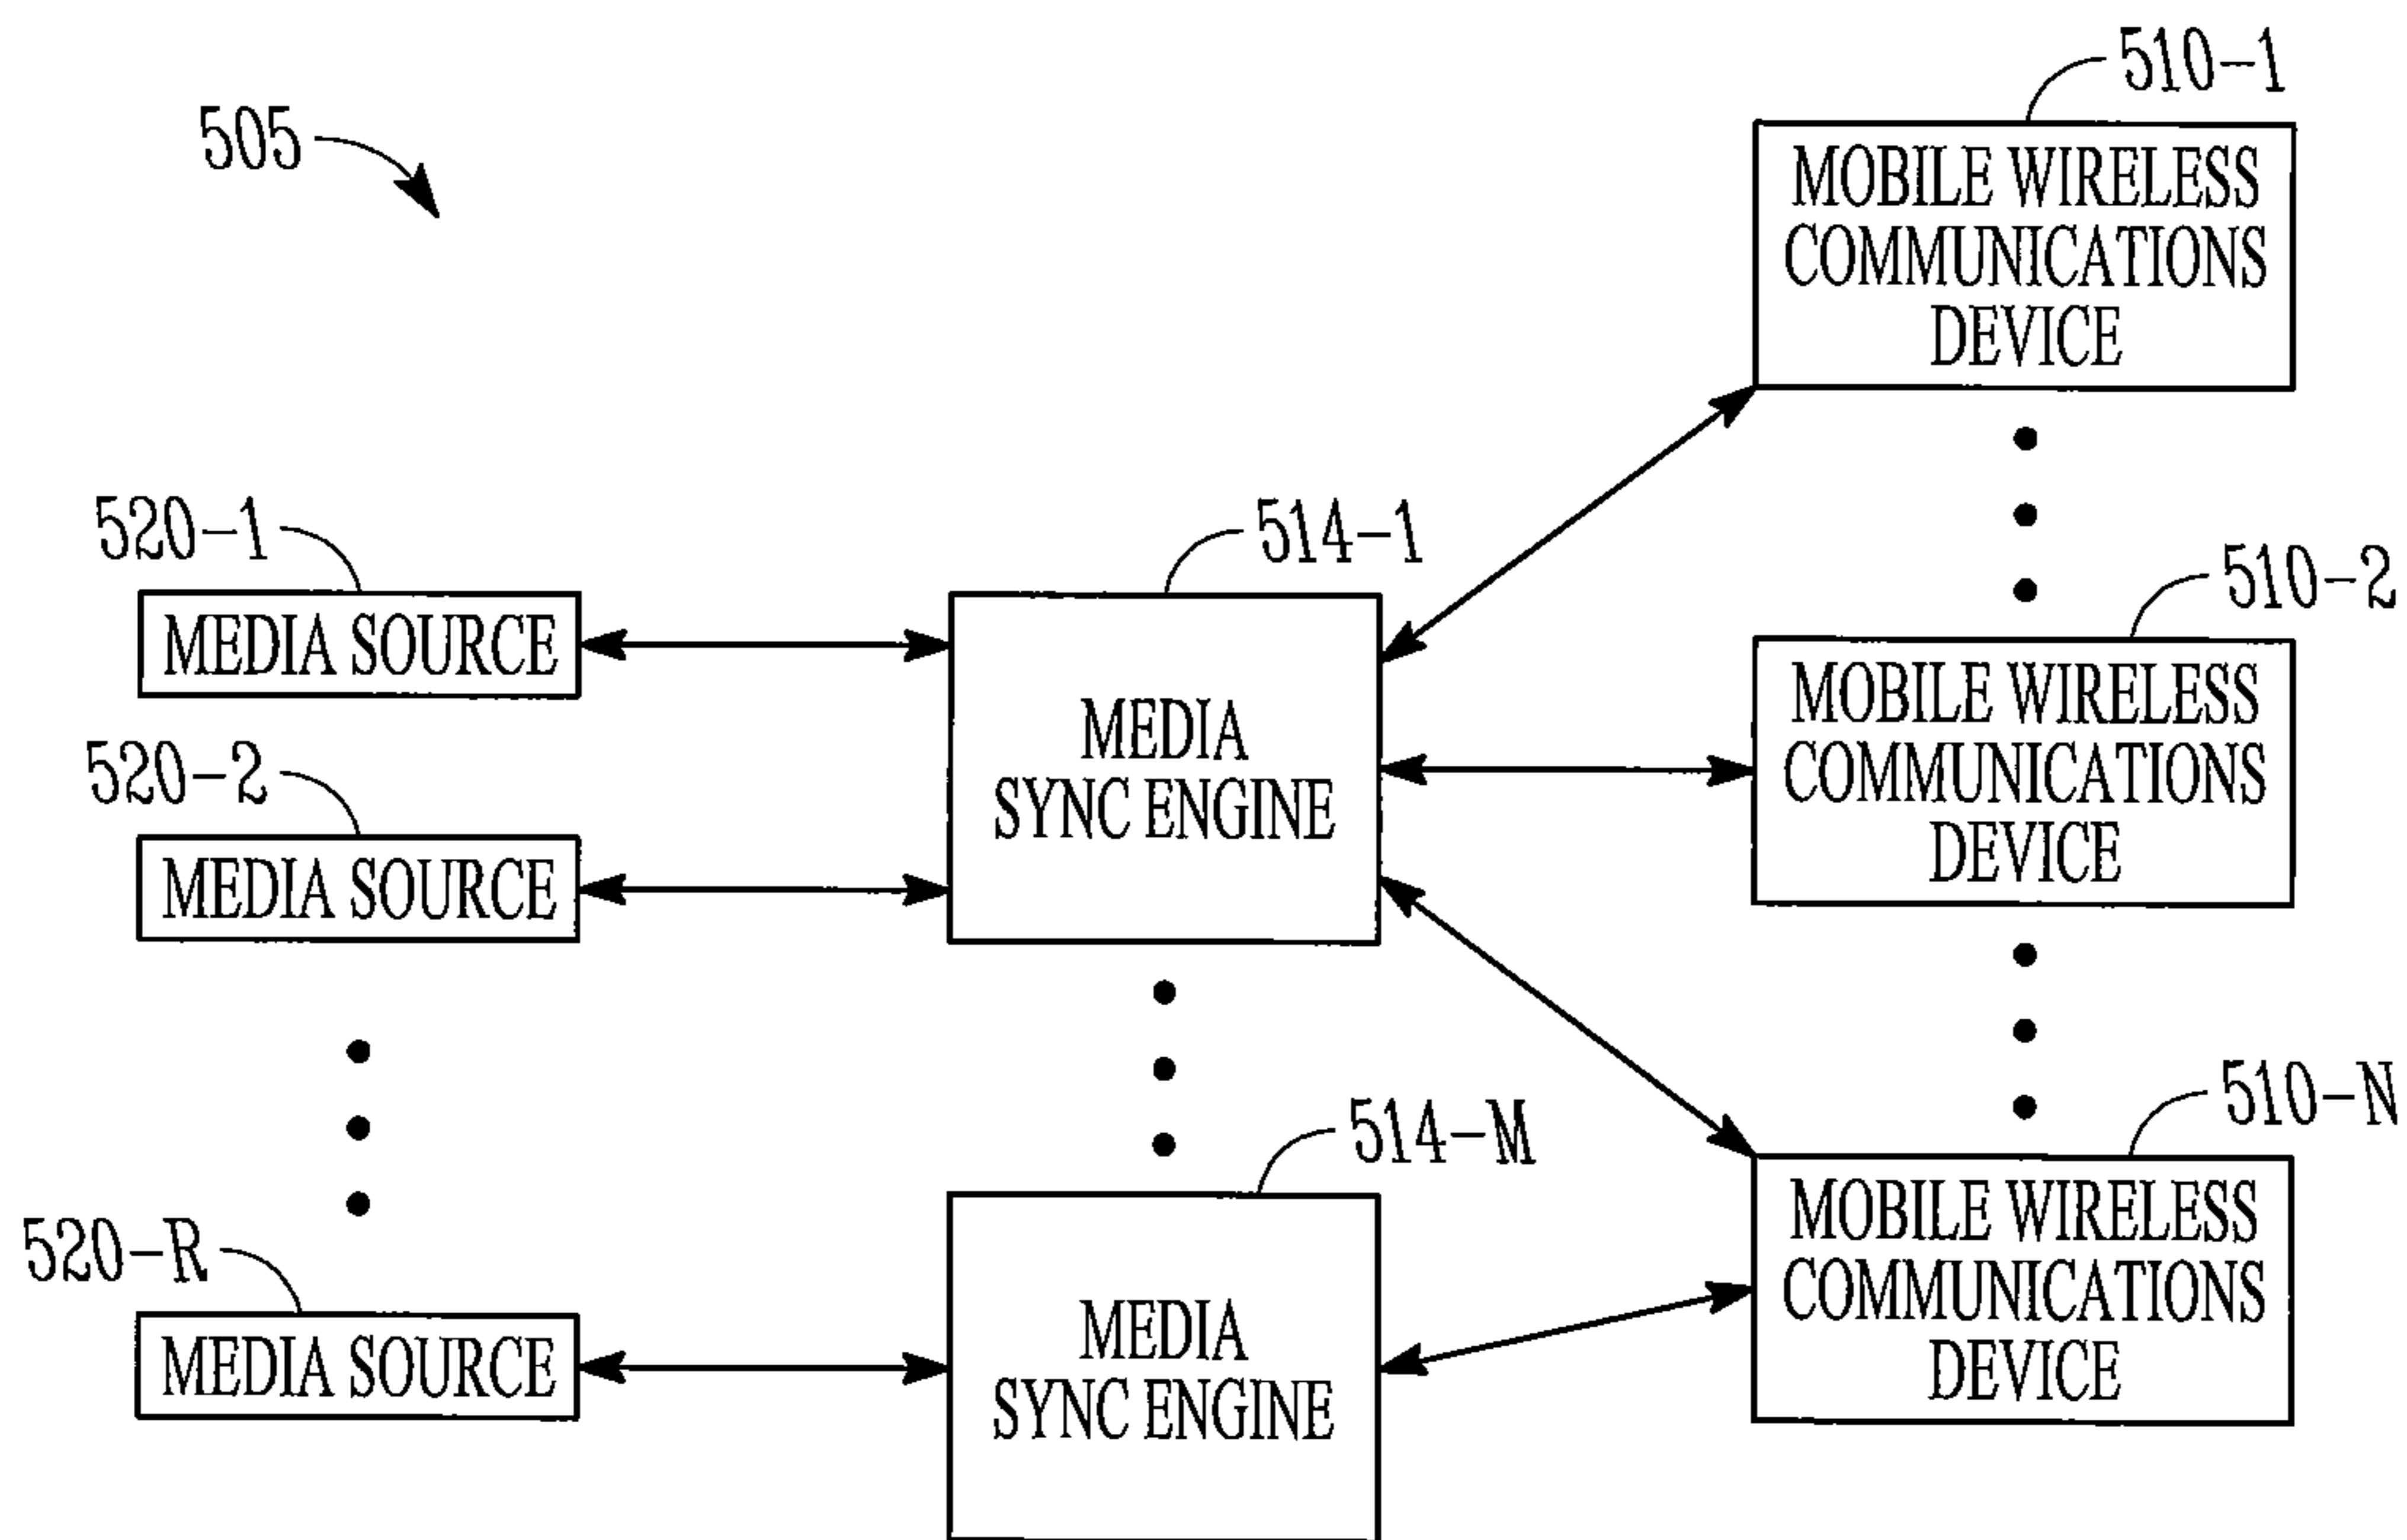 505
510-1
MOBILE WIRELESS
COMMUNICATIONS
DEVICE
520-1
MEDIA SOURCE
514-1
MEDIA
SYNC ENGINE
510-2
MOBILE WIRELESS
COMMUNICATIONS
DEVICE
520-2
MEDIA SOURCE
514-M
MEDIA
SYNC ENGINE
510-N
MOBILE WIRELESS
COMMUNICATIONS
DEVICE
520-R
MEDIA SOURCE